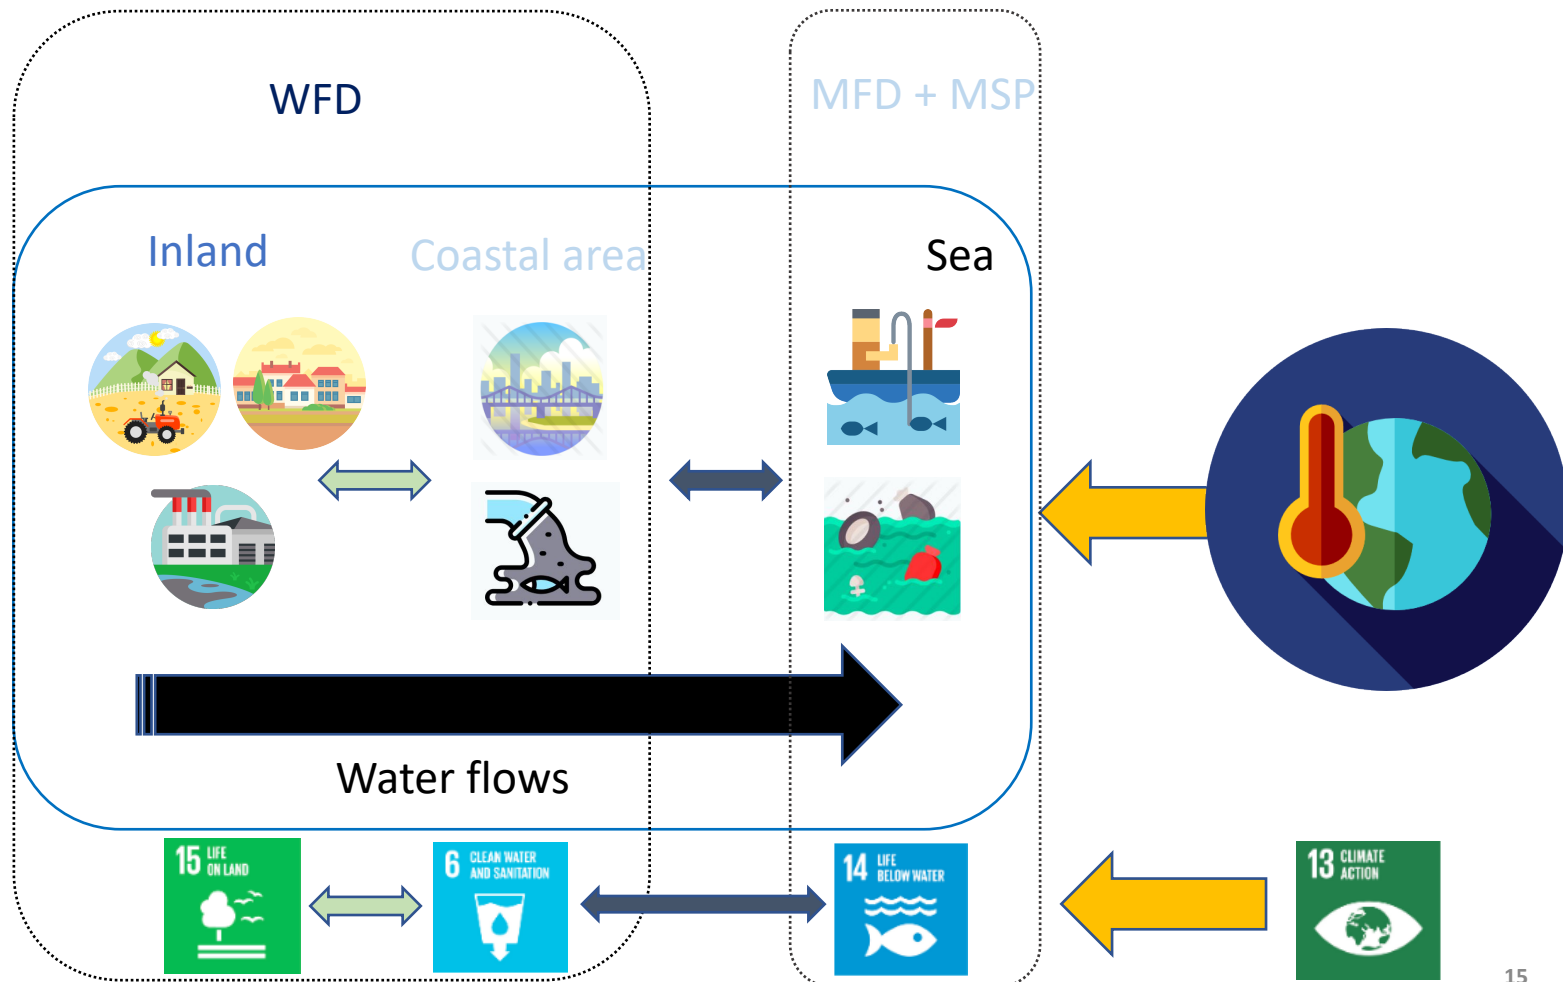 WFD
MFD + MSP
Inland
Coastal area
Sea
Water flows
15 LIFE
ON LAND
6 CLEAN WATER
AND SANITATION
14 LIFE
BELOW WATER
13 CLIMATE
ACTION
15